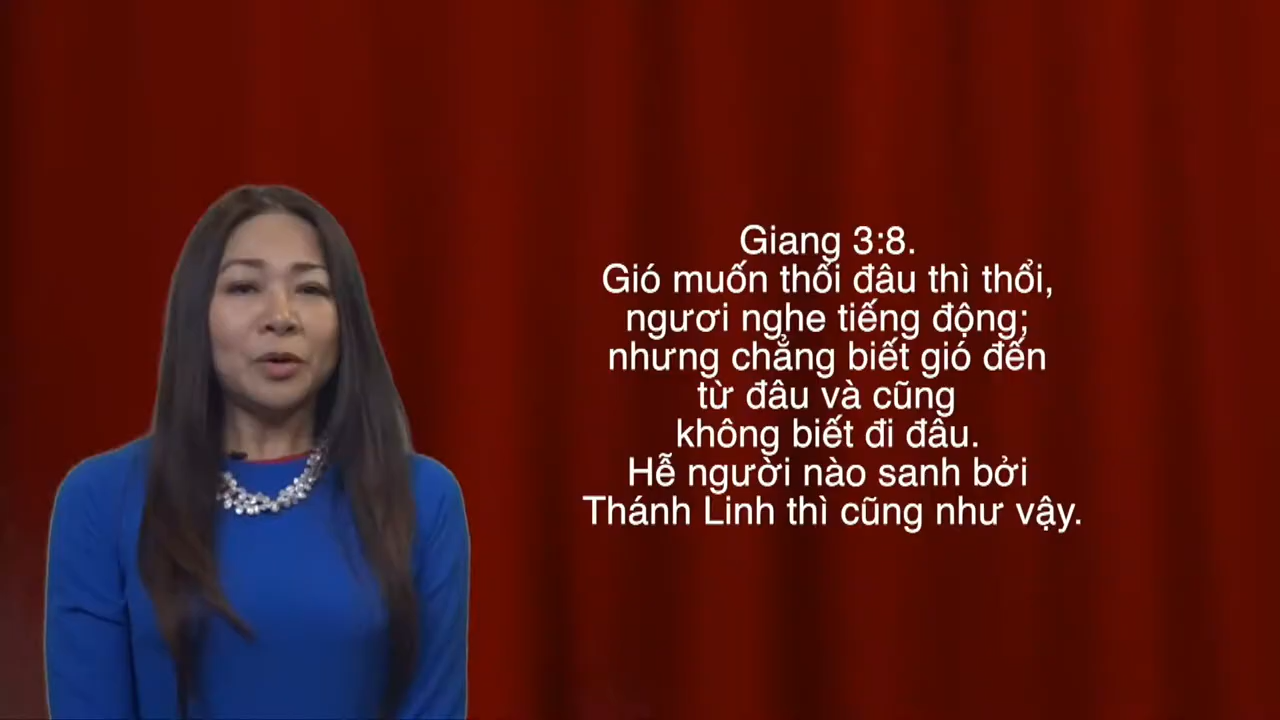 Giang 3:8.
Gió muốn thổi đâu thì thổi,
ngươi nghe tiếng động;
nhưng chẳng biết gió đến
từ đâu và cũng
không biết đi đâu.
Hễ người nào sanh bởi
Thánh Linh thì cũng như vậy.